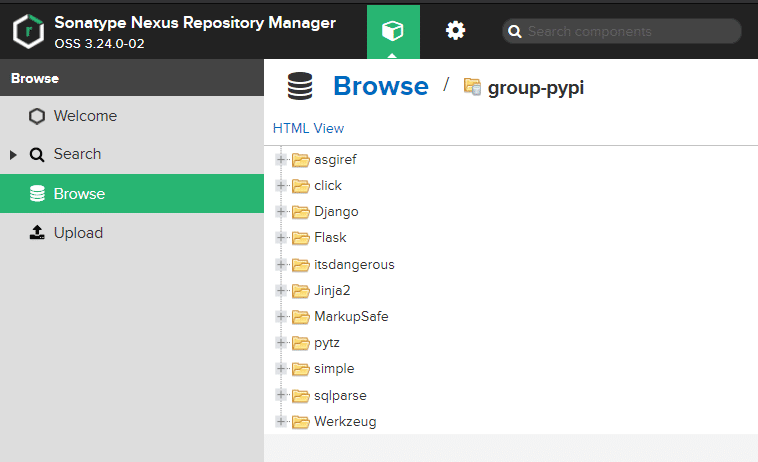 Sonatype Nexus Repository Manager
OSS 3.24.0-02
Search components
Browse
Welcome
Search
Browse
Upload
Browse / group-pypi
HTML View
asgiref
click
Django
Flask
itsdangerous
Jinja2
MarkupSafe
pytz
simple
sqlparse
Werkzeug